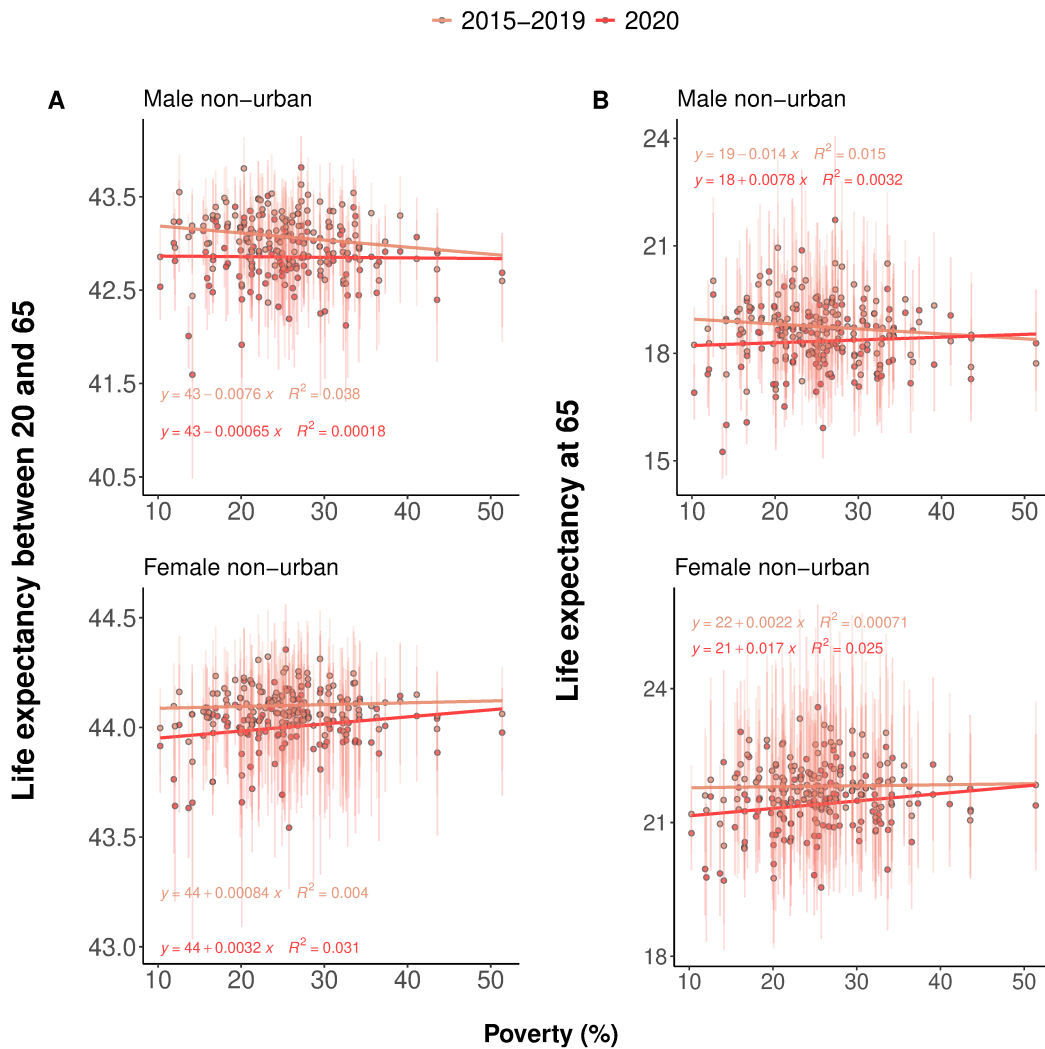 2015−2019 2020
A
Male non−urban
Life expectancy between 20 and 65
43.5
42.5
41.5
40.5
y = 43 − 0.0076 x R² = 0.038
y = 43 − 0.00065 x R² = 0.00018
10 20 30 40 50
Female non−urban
44.5
44.0
43.5
43.0
y = 44 + 0.00084 x R² = 0.004
y = 44 + 0.0032 x R² = 0.031
10 20 30 40 50
B
Male non−urban
Life expectancy at 65
24
21
18
15
y = 19 − 0.014 x R² = 0.015
y = 18 + 0.0078 x R² = 0.0032
10 20 30 40 50
Female non−urban
24
21
18
y = 22 + 0.0022 x R² = 0.00071
y = 21 + 0.017 x R² = 0.025
10 20 30 40 50
Poverty (%)